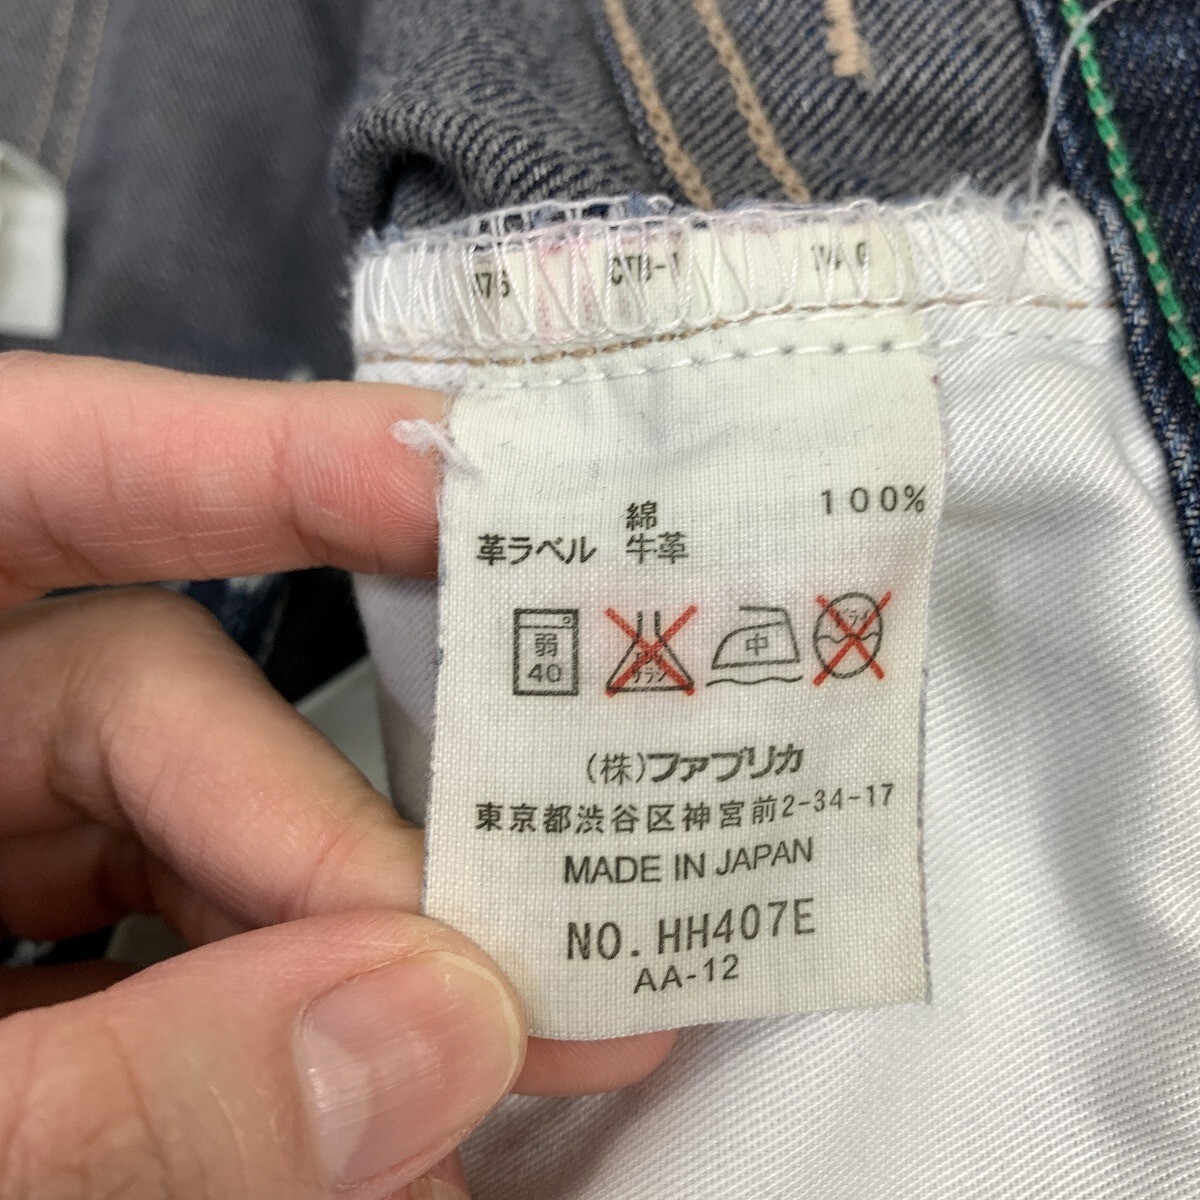 綿 100%
革ラベル 牛革
弱 40 中
(株)ファブリカ
東京都渋谷区神宮前2-34-17
MADE IN JAPAN
NO. HH407E
AA-12